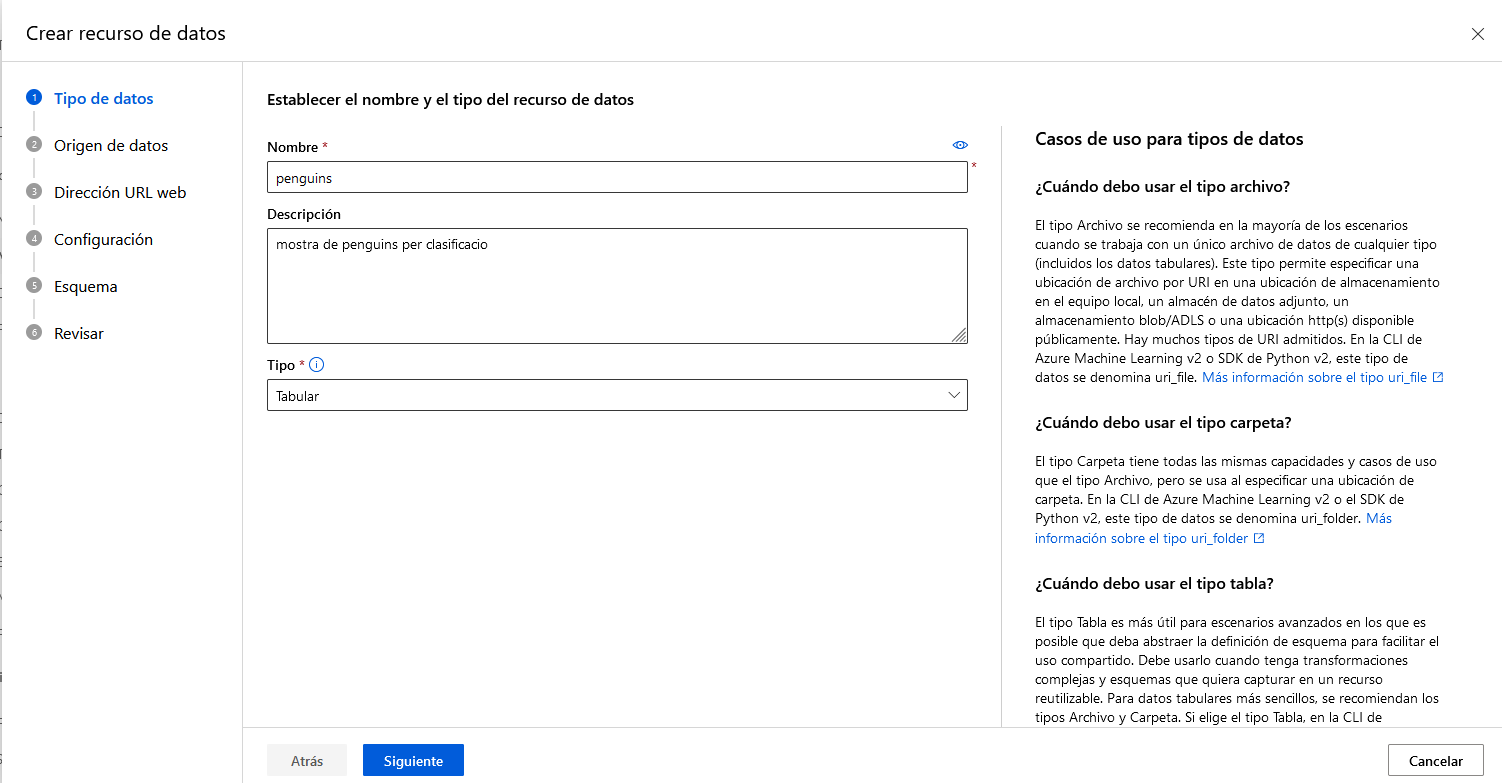 Crear recurso de datos
1 Tipo de datos
2 Origen de datos
3 Dirección URL web
4 Configuración
5 Esquema
6 Revisar
Establecer el nombre y el tipo del recurso de datos
Nombre *
penguins
*
Descripción
mostra de penguins per clasificacio
Tipo *
Tabular
Casos de uso para tipos de datos
¿Cuándo debo usar el tipo archivo?
El tipo Archivo se recomienda en la mayoría de los escenarios
cuando se trabaja con un único archivo de datos de cualquier tipo
(incluidos los datos tabulares). Este tipo permite especificar una
ubicación de archivo por URI en una ubicación de almacenamiento
en el equipo local, un almacén de datos adjunto, un
almacenamiento blob/ADLS o una ubicación http(s) disponible
públicamente. Hay muchos tipos de URI admitidos. En la CLI de
Azure Machine Learning v2 o SDK de Python v2, este tipo de
datos se denomina uri_file. Más información sobre el tipo uri_file
¿Cuándo debo usar el tipo carpeta?
El tipo Carpeta tiene todas las mismas capacidades y casos de uso
que el tipo Archivo, pero se usa al especificar una ubicación de
carpeta. En la CLI de Azure Machine Learning v2 o el SDK de
Python v2, este tipo de datos se denomina uri_folder. Más
información sobre el tipo uri_folder
¿Cuándo debo usar el tipo tabla?
El tipo Tabla es más útil para escenarios avanzados en los que es
posible que deba abstraer la definición de esquema para facilitar el
uso compartido. Debe usarlo cuando tenga transformaciones
complejas y esquemas que quiera capturar en un recurso
reutilizable. Para datos tabulares más sencillos, se recomiendan los
tipos Archivo y Carpeta. Si elige el tipo Tabla, en la CLI de
Atrás
Siguiente
Cancelar